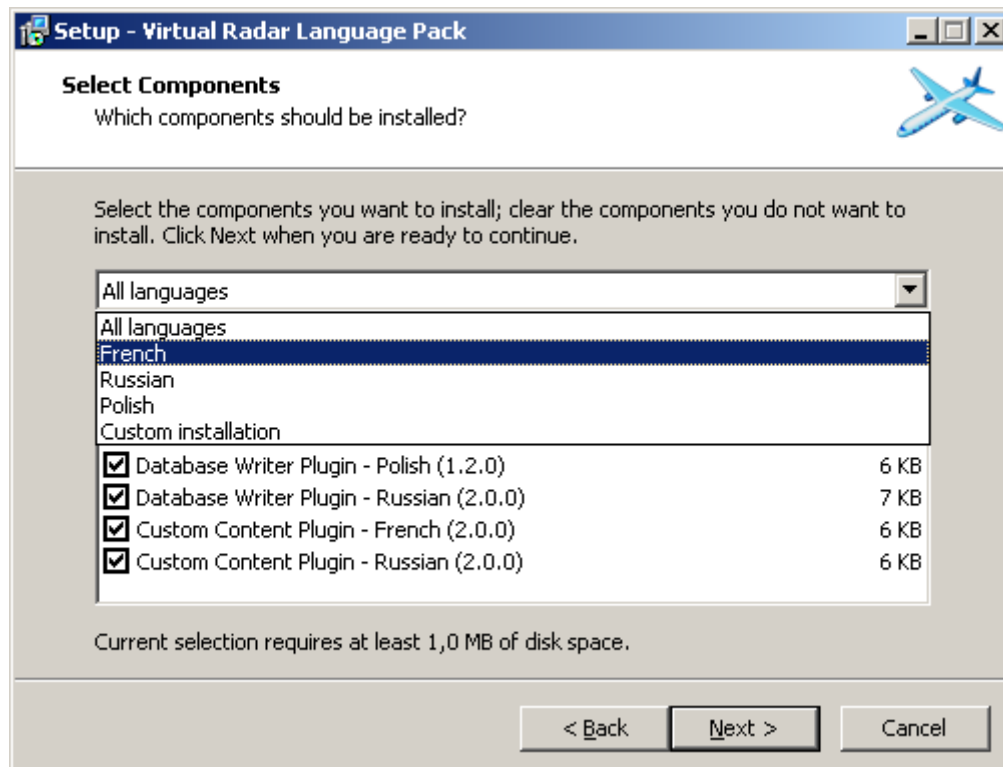 Setup - Virtual Radar Language Pack
Select Components
Which components should be installed?
Select the components you want to install; clear the components you do not want to
install. Click Next when you are ready to continue.
All languages
All languages
French
Russian
Polish
Custom installation
Database Writer Plugin - Polish (1.2.0) 6 KB
Database Writer Plugin - Russian (2.0.0) 7 KB
Custom Content Plugin - French (2.0.0) 6 KB
Custom Content Plugin - Russian (2.0.0) 6 KB
Current selection requires at least 1,0 MB of disk space.
< Back Next > Cancel